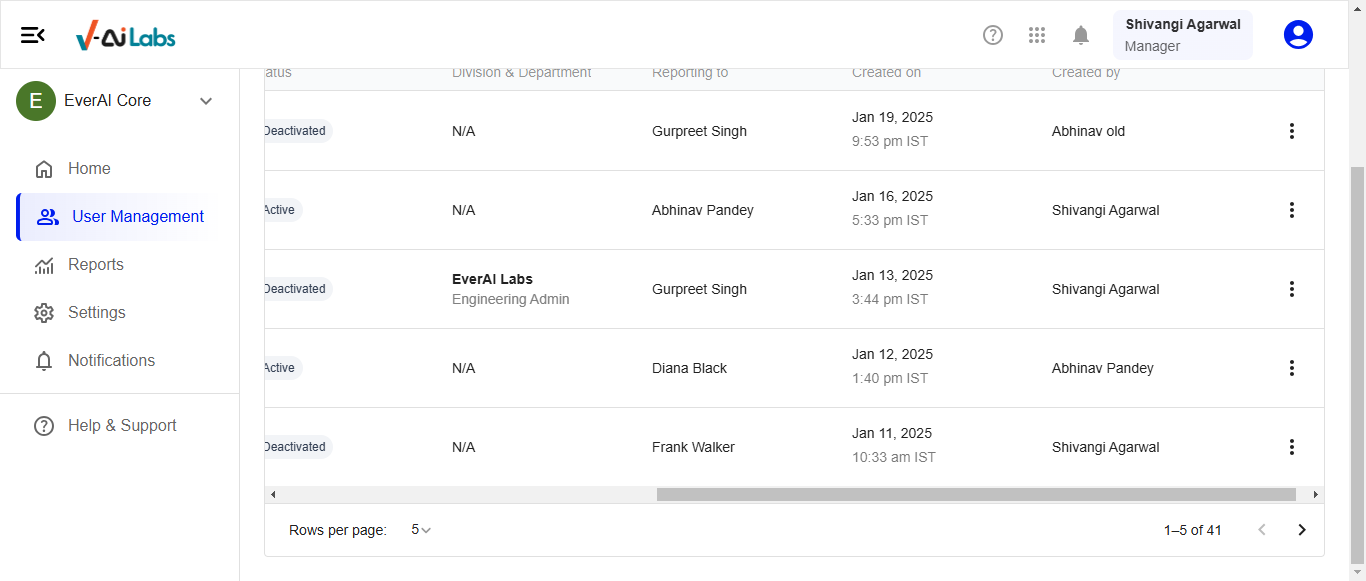 V-Ai Labs
Shivangi Agarwal
Manager
E EverAI Core
Home
User Management
Reports
Settings
Notifications
Help & Support
atus Division & Department Reporting to Created on Created by
Deactivated N/A Gurpreet Singh Jan 19, 2025 Abhinav old
9:53 pm IST
Active N/A Abhinav Pandey Jan 16, 2025 Shivangi Agarwal
5:33 pm IST
Deactivated EverAI Labs Gurpreet Singh Jan 13, 2025 Shivangi Agarwal
Engineering Admin 3:44 pm IST
Active N/A Diana Black Jan 12, 2025 Abhinav Pandey
1:40 pm IST
Deactivated N/A Frank Walker Jan 11, 2025 Shivangi Agarwal
10:33 am IST
Rows per page: 5 1–5 of 41